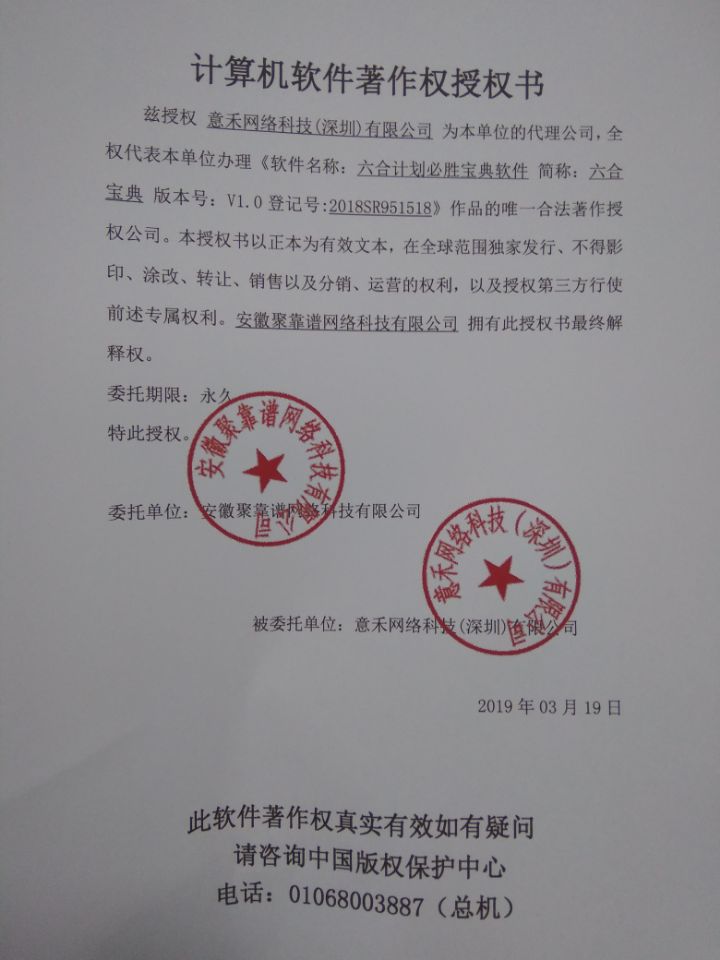 计算机软件著作权授权书
兹授权 意禾网络科技(深圳)有限公司 为本单位的代理公司,全
权代表本单位办理《软件名称：六合计划必胜宝典软件 简称：六合
宝典 版本号：V1.0 登记号:2018SR951518》作品的唯一合法著作授
权公司。本授权书以正本为有效文本，在全球范围独家发行、不得影
印、涂改、转让、销售以及分销、运营的权利，以及授权第三方行使
前述专属权利。安徽聚靠谱网络科技有限公司 拥有此授权书最终解
释权。
委托期限：永久
特此授权。
安徽聚靠谱网络科技有限公司
委托单位：安徽聚靠谱网络科技有限公司
意禾网络科技（深圳）有限公司
被委托单位：意禾网络科技(深圳)有限公司
2019 年 03 月 19 日
此软件著作权真实有效如有疑问
请咨询中国版权保护中心
电话：01068003887（总机）